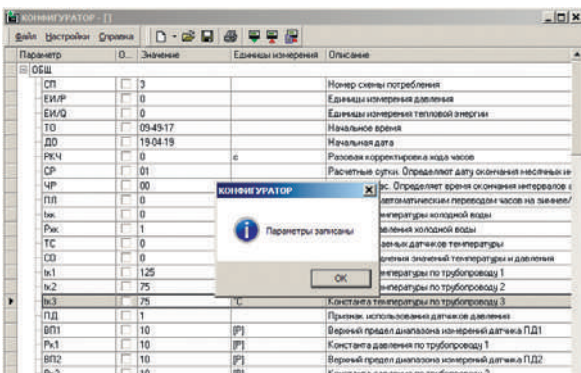 КОНФИГУРАТОР - []
Файл Настройки Справка
Параметр О... Значение Единицы измерения Описание
ОБЩ
СП 3 Номер схемы потребления
ЕИ/P 0 Единицы измерения давления
ЕИ/Q 0 Единицы измерения тепловой энергии
ТО 09-49-17 Начальное время
ДО 19-04-19 Начальная дата
РКЧ 0 с Разовая корректировка хода часов
СР 01 Расчетные сутки. Определяют дату окончания месячных
ЧР 00 час. Определяет время окончания интервалов
ПЛ 0 автоматическим переводом часов на зимнее/
tхк 0 температуры холодной воды
Pхк 1 давления холодной воды
ТС 0 датчиков температуры
СО 0 значений температуры и давления
tк1 125 температуры по трубопроводу 1
tк2 75 температуры по трубопроводу 2
tк3 75 °C Константа температуры по трубопроводу 3
ПД 1 Признак использования датчиков давления
ВП1 10 [P] Верхний предел диапазона измерений датчика ПД1
Pк1 10 [P] Константа давления по трубопроводу 1
ВП2 10 [P] Верхний предел диапазона измерений датчика ПД2
КОНФИГУРАТОР
Параметры записаны
OK